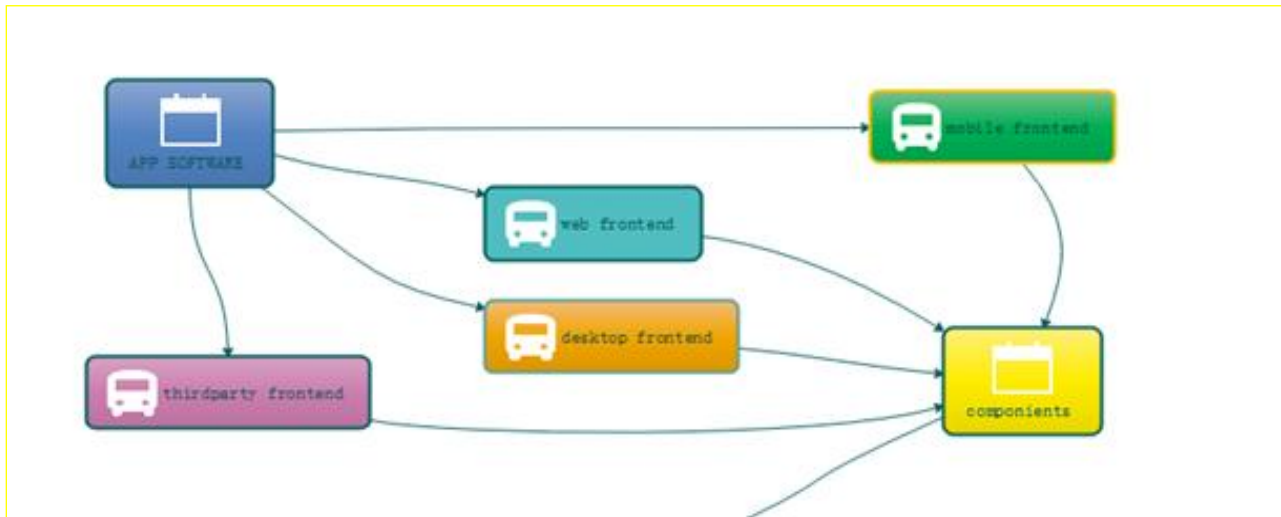 APP SOFTWARE
mobile frontend
web frontend
desktop frontend
thirdparty frontend
componients